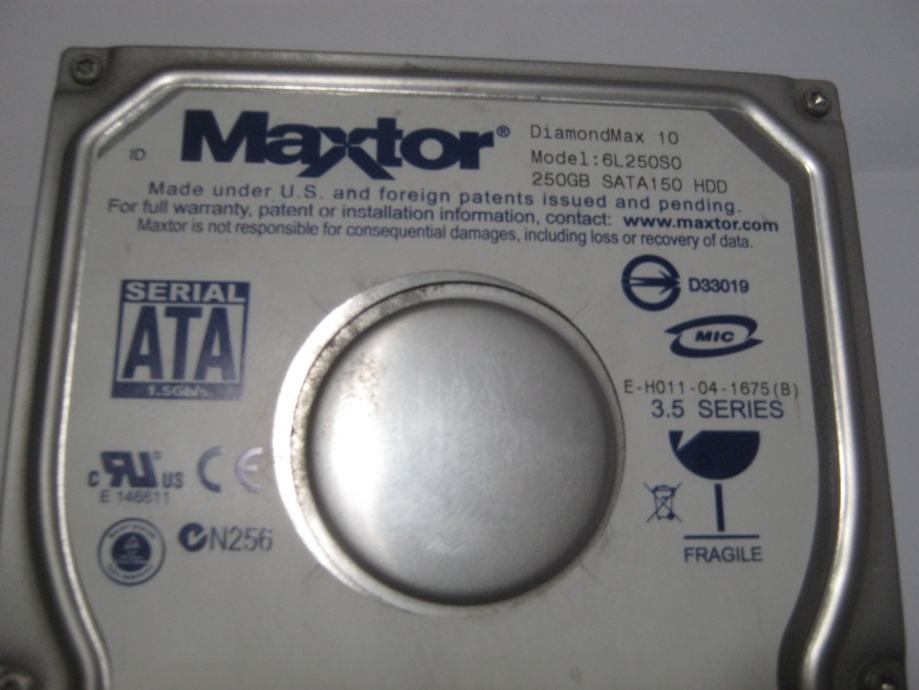 Maxtor®
DiamondMax 10
Model:6L250S0
250GB SATA150 HDD
ID
Made under U.S. and foreign patents issued and pending.
For full warranty, patent or installation information, contact: www.maxtor.com
Maxtor is not responsible for consequential damages, including loss or recovery of data.
SERIAL
ATA
1.5Gb/s
D33019
MIC
E-H011-04-1675(B)
3.5 SERIES
c RU US
E 146611
CE
N256
FRAGILE